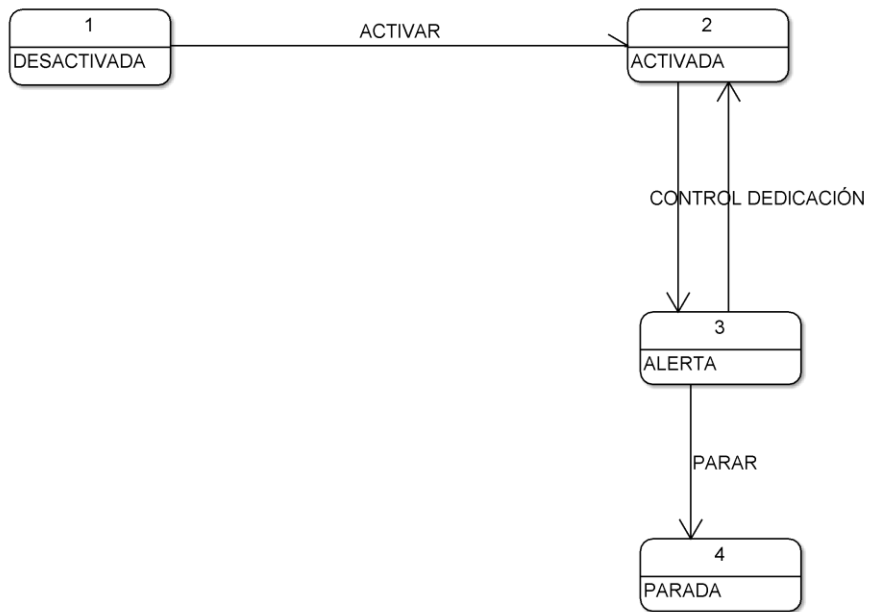 1
DESACTIVADA
ACTIVAR
2
ACTIVADA
CONTROL DEDICACIÓN
3
ALERTA
PARAR
4
PARADA